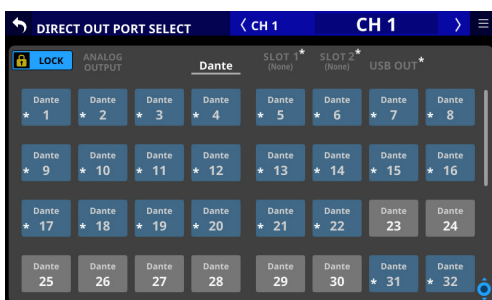 DIRECT OUT PORT SELECT
CH 1
CH 1
LOCK
ANALOG
OUTPUT
Dante
SLOT 1*
(None)
SLOT 2*
(None)
USB OUT*
Dante Dante Dante Dante Dante Dante Dante Dante
* 1 * 2 * 3 * 4 * 5 * 6 * 7 * 8
Dante Dante Dante Dante Dante Dante Dante Dante
* 9 * 10 * 11 * 12 * 13 * 14 * 15 * 16
Dante Dante Dante Dante Dante Dante Dante Dante
* 17 * 18 * 19 * 20 * 21 * 22 23 24
Dante Dante Dante Dante Dante Dante Dante Dante
25 26 27 28 29 30 * 31 * 32